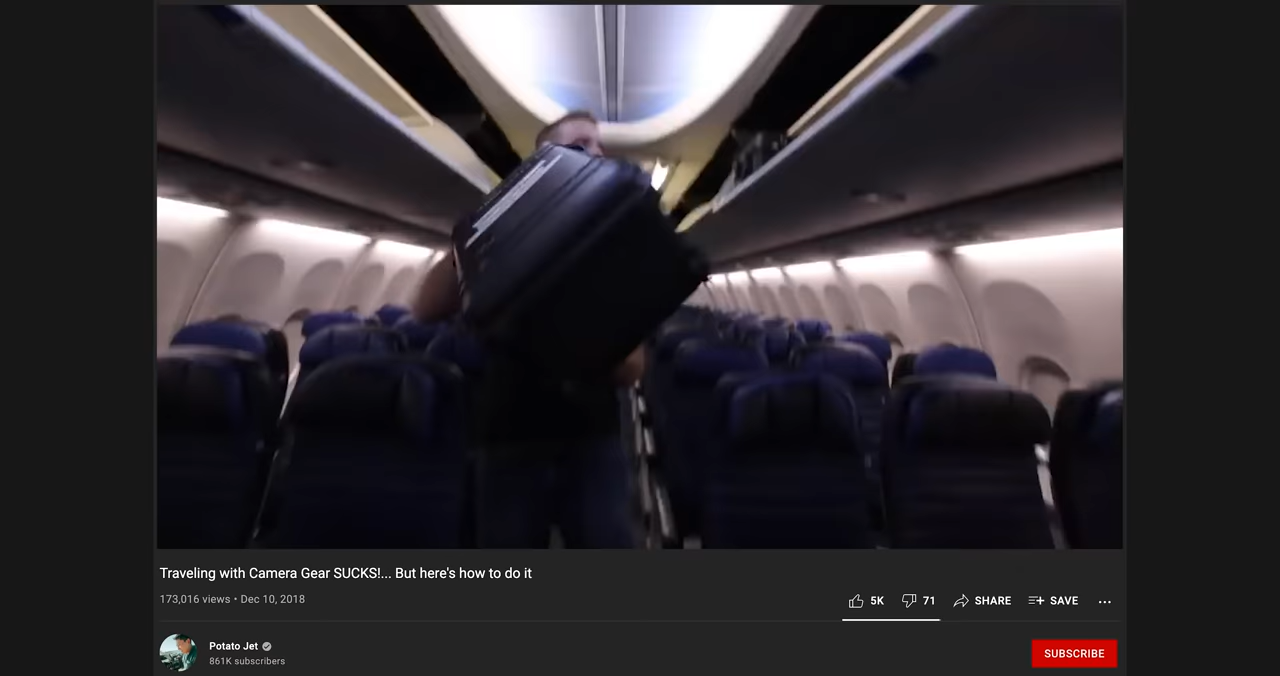 Traveling with Camera Gear SUCKS!... But here's how to do it
173,016 views • Dec 10, 2018
5K
71
SHARE
SAVE
Potato Jet
861K subscribers
SUBSCRIBE